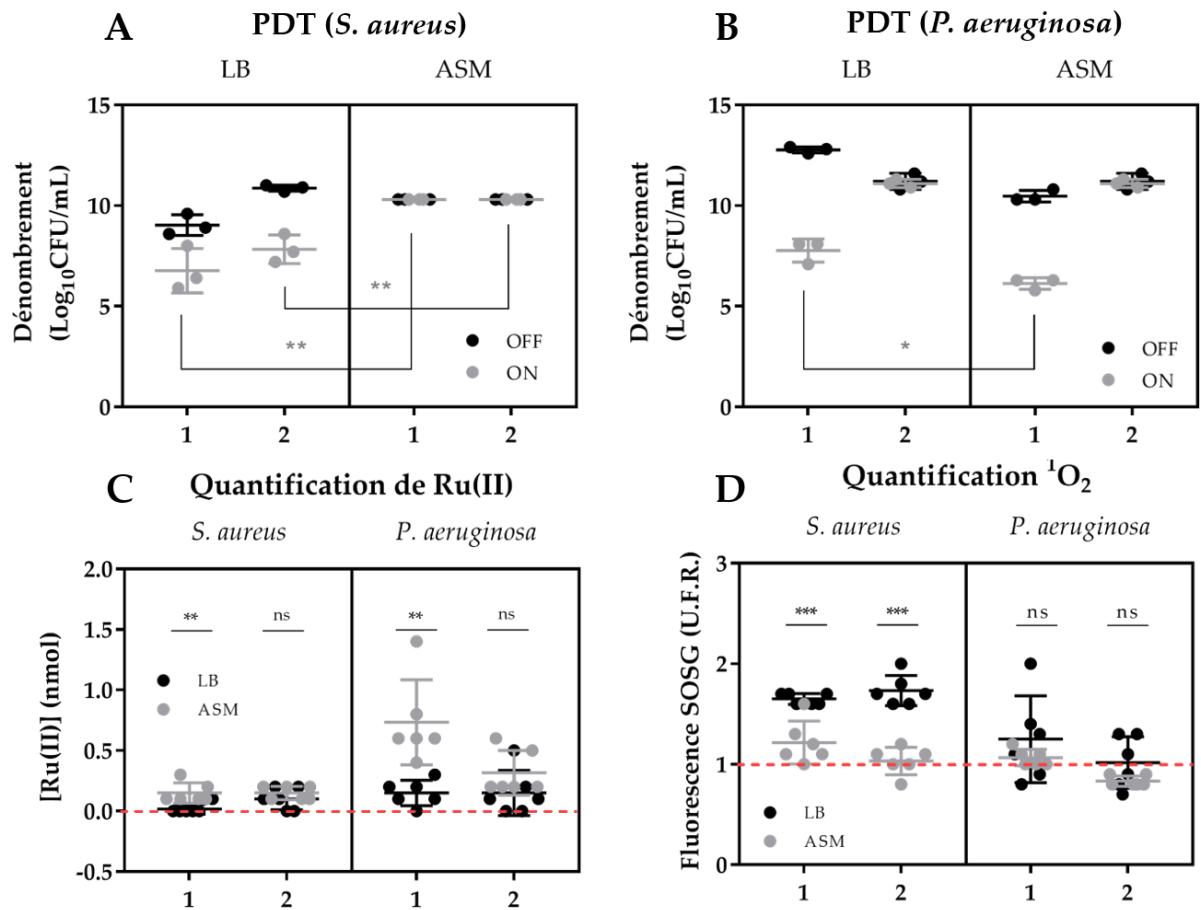 A
PDT (S. aureus)
LB
ASM
Dénombrement
(Log10CFU/mL)
15
10
5
0
**
**
OFF
ON
1
2
1
2
B
PDT (P. aeruginosa)
LB
ASM
Dénombrement
(Log10CFU/mL)
15
10
5
0
*
OFF
ON
1
2
1
2
C
Quantification de Ru(II)
S. aureus
P. aeruginosa
[Ru(II)] (nmol)
2.0
1.5
1.0
0.5
0.0
-0.5
**
ns
**
ns
LB
ASM
1
2
1
2
D
Quantification ¹O₂
S. aureus
P. aeruginosa
Fluorescence SOSG (U.F.R.)
3
2
1
0
***
***
ns
ns
LB
ASM
1
2
1
2